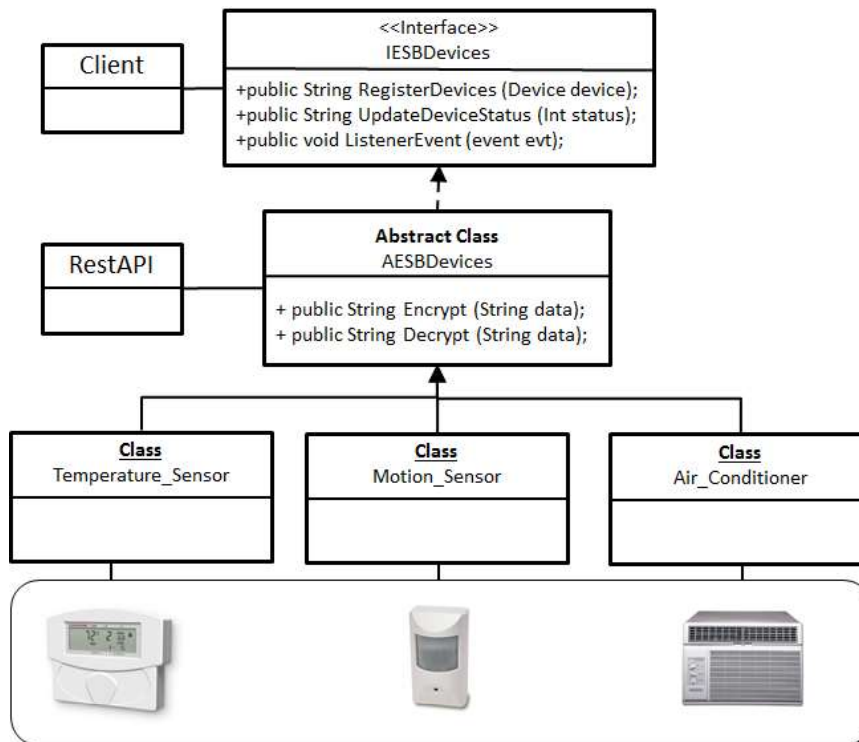 <<Interface>>
IESBDevices
Client
+public String RegisterDevices (Device device);
+public String UpdateDeviceStatus (Int status);
+public void ListenerEvent (event evt);
Abstract Class
AESBDevices
RestAPI
+ public String Encrypt (String data);
+ public String Decrypt (String data);
Class
Temperature_Sensor
Class
Motion_Sensor
Class
Air_Conditioner